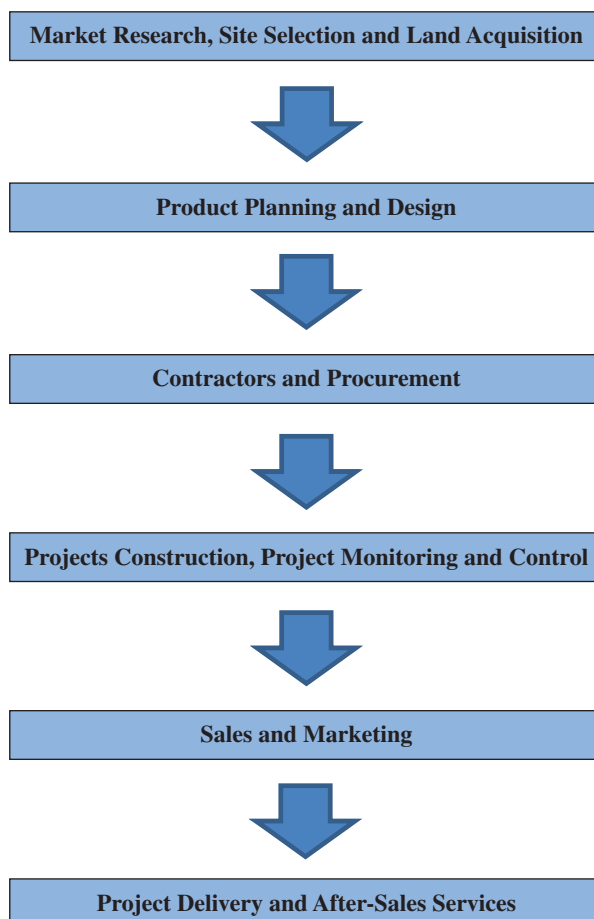 Market Research, Site Selection and Land Acquisition
Product Planning and Design
Contractors and Procurement
Projects Construction, Project Monitoring and Control
Sales and Marketing
Project Delivery and After-Sales Services